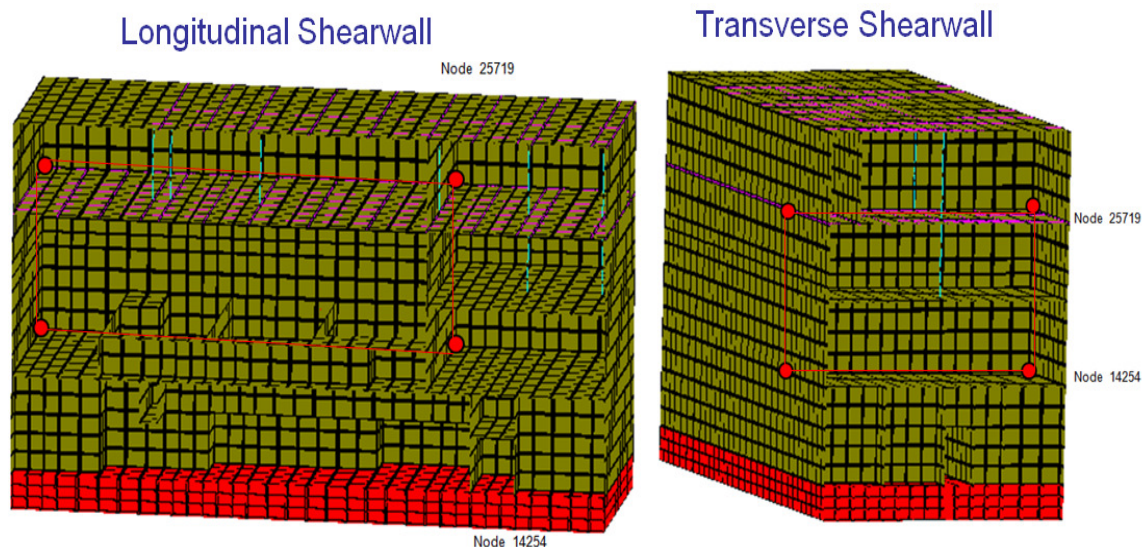 Longitudinal Shearwall
Transverse Shearwall
Node 25719
Node 25719
Node 14254
Node 14254